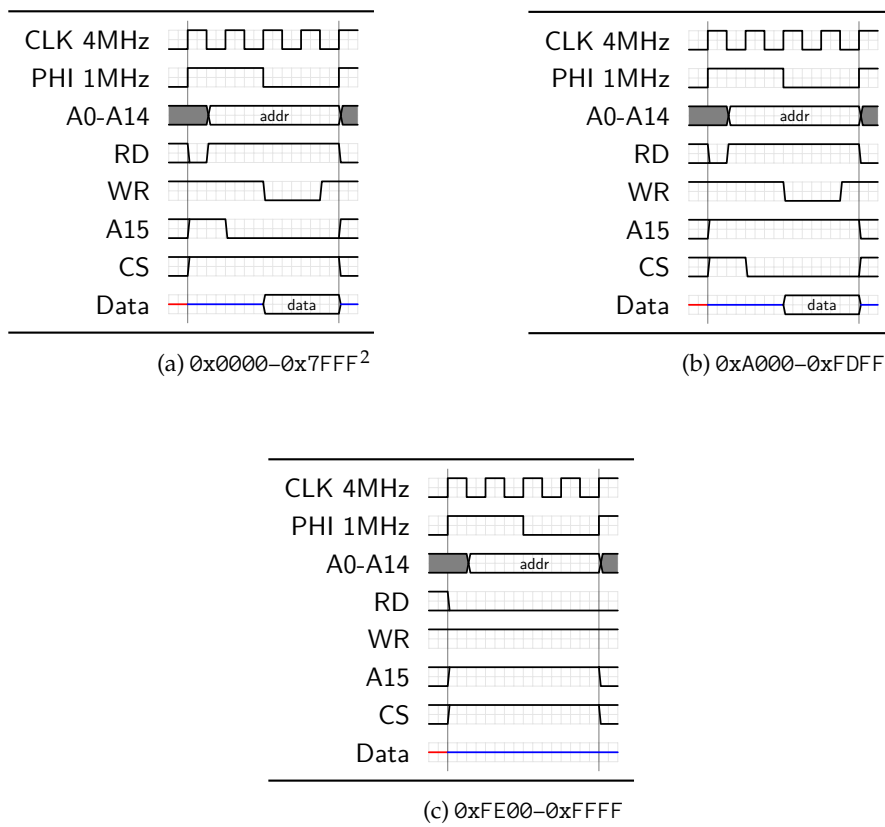 CLK 4MHz
PHI 1MHz
A0-A14
addr
RD
WR
A15
CS
Data
data
(a) 0x0000–0x7FFF²
CLK 4MHz
PHI 1MHz
A0-A14
addr
RD
WR
A15
CS
Data
data
(b) 0xA000–0xFDFF
CLK 4MHz
PHI 1MHz
A0-A14
addr
RD
WR
A15
CS
Data
(c) 0xFE00–0xFFFF